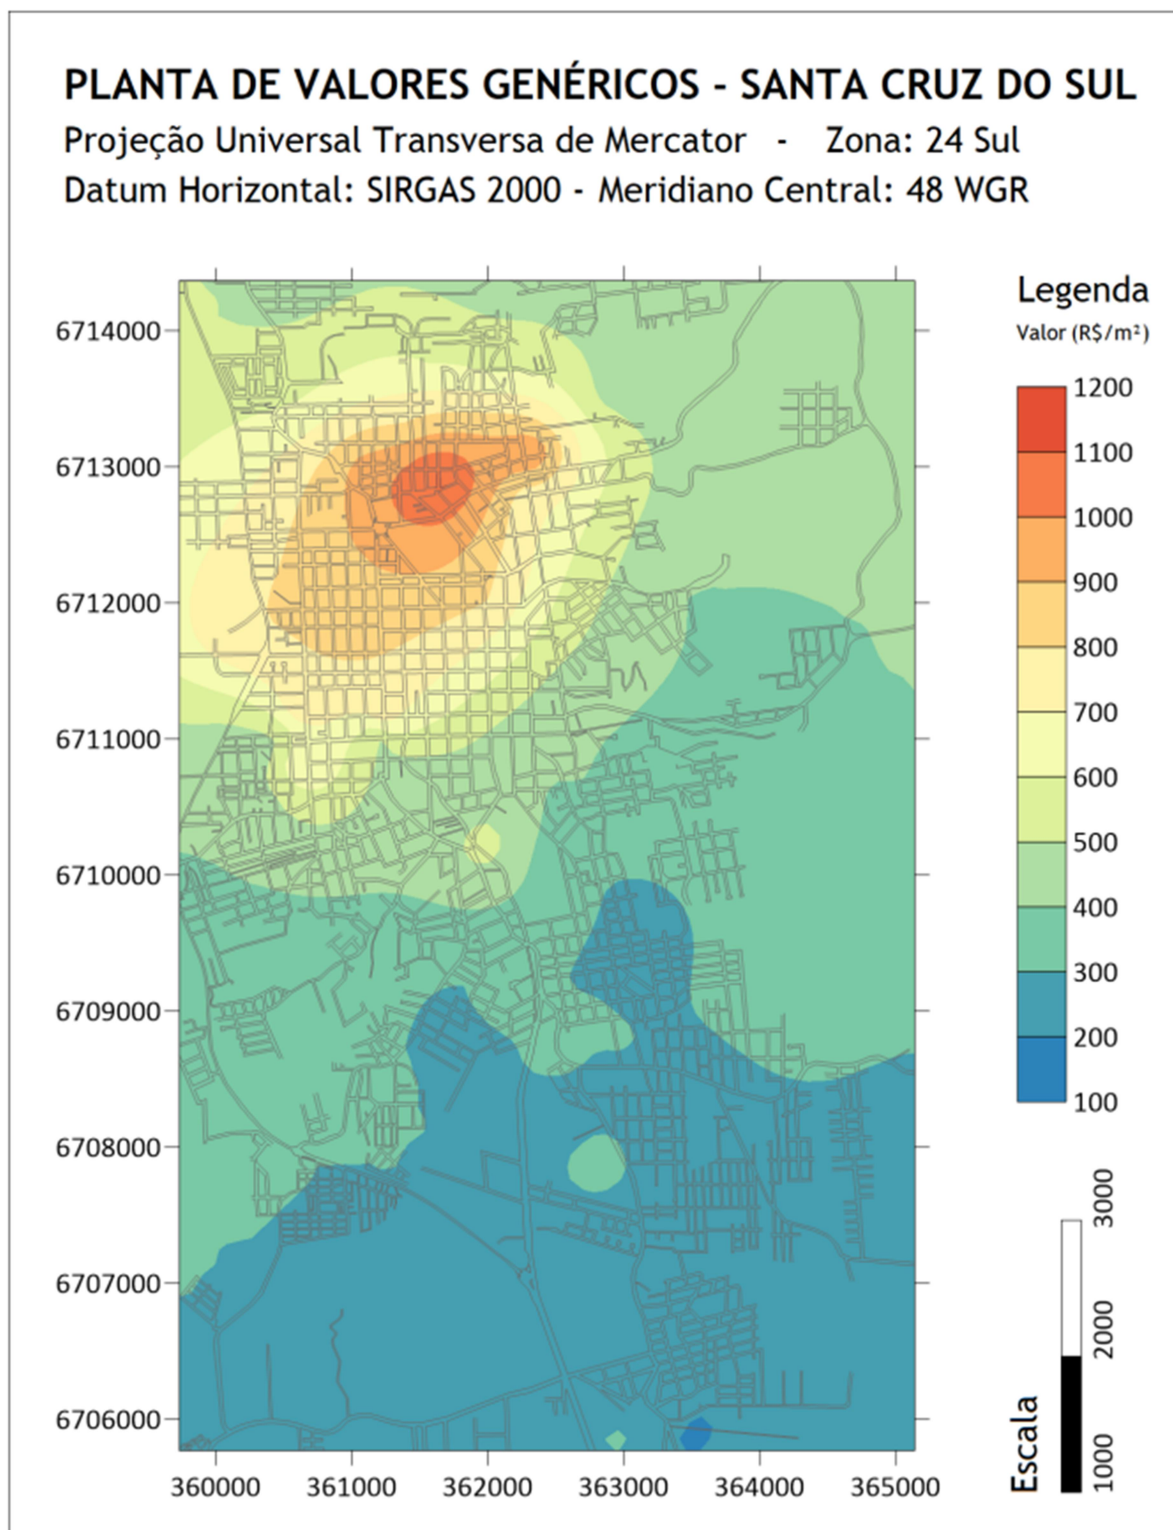 PLANTA DE VALORES GENÉRICOS - SANTA CRUZ DO SUL
Projeção Universal Transversa de Mercator - Zona: 24 Sul
Datum Horizontal: SIRGAS 2000 - Meridiano Central: 48 WGR
Legenda
Valor (R$/m²)
1200
1100
1000
900
800
700
600
500
400
300
200
100
6714000
6713000
6712000
6711000
6710000
6709000
6708000
6707000
6706000
360000 361000 362000 363000 364000 365000
Escala
1000 2000 3000